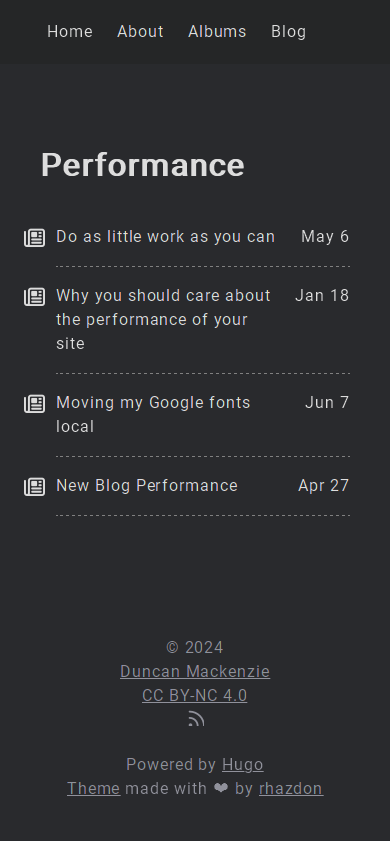 Home About Albums Blog
Performance
Do as little work as you can May 6
Why you should care about Jan 18
the performance of your
site
Moving my Google fonts Jun 7
local
New Blog Performance Apr 27
© 2024
Duncan Mackenzie
CC BY-NC 4.0
Powered by Hugo
Theme made with ❤ by rhazdon